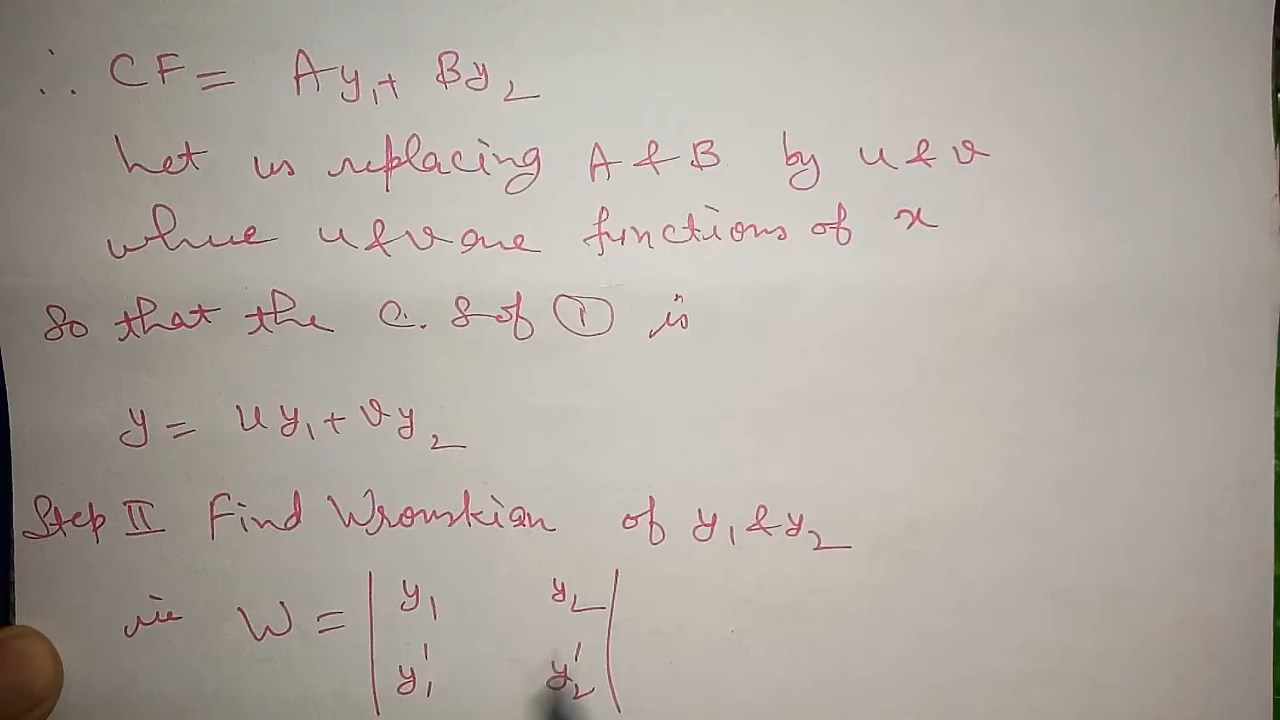 ∴ CF = Ay₁ + By₂
Let us replacing A & B by u & v
where u & v are functions of x
So that the C. S of ① is
y = uy₁ + vy₂
Step II Find Wronskian of y₁ & y₂
ie W = | y₁ y₂ |
| y₁' y₂' |